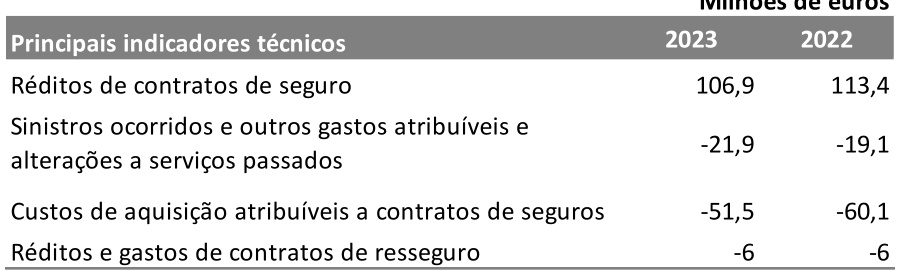 Milhões de euros
Principais indicadores técnicos 2023 2022
Réditos de contratos de seguro 106,9 113,4
Sinistros ocorridos e outros gastos atribuíveis e
alterações a serviços passados -21,9 -19,1
Custos de aquisição atribuíveis a contratos de seguros -51,5 -60,1
Réditos e gastos de contratos de resseguro -6 -6